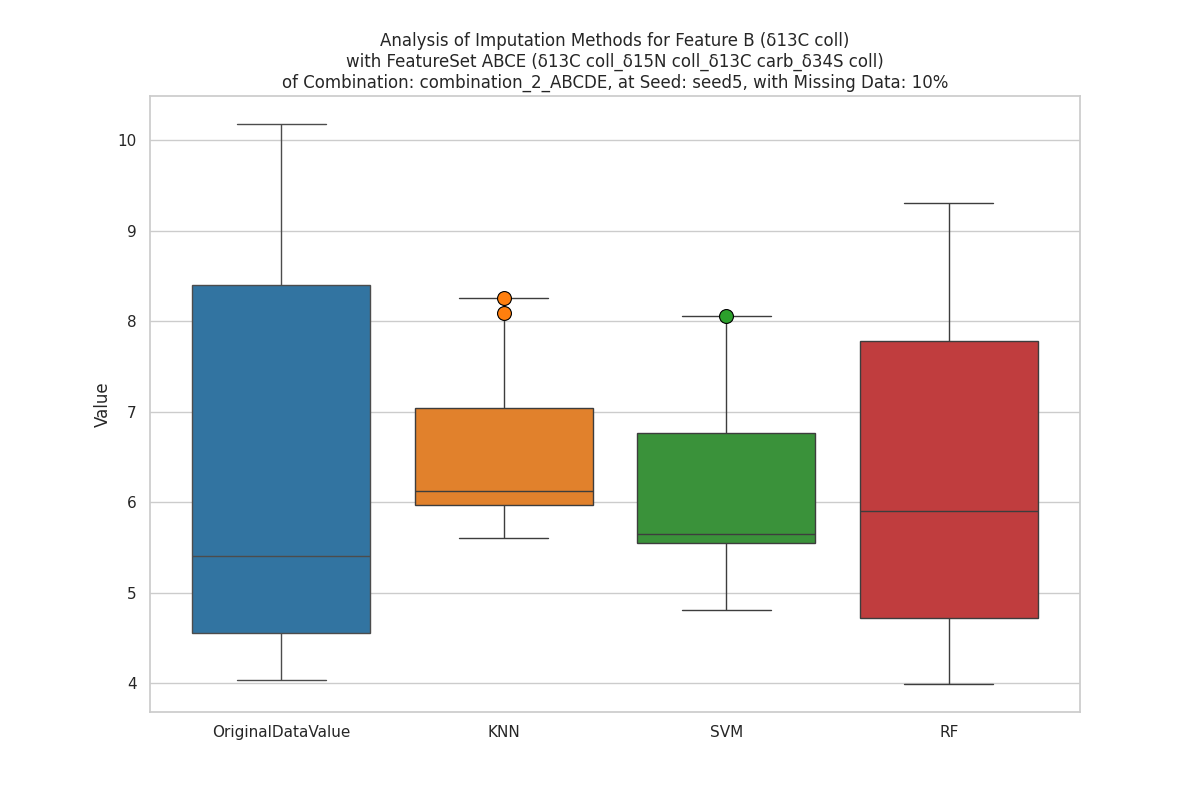 Analysis of Imputation Methods for Feature B (δ13C coll)
with FeatureSet ABCE (δ13C coll_δ15N coll_δ13C carb_δ34S coll)
of Combination: combination_2_ABCDE, at Seed: seed5, with Missing Data: 10%
10
9
8
7
6
5
4
Value
OriginalDataValue KNN SVM RF